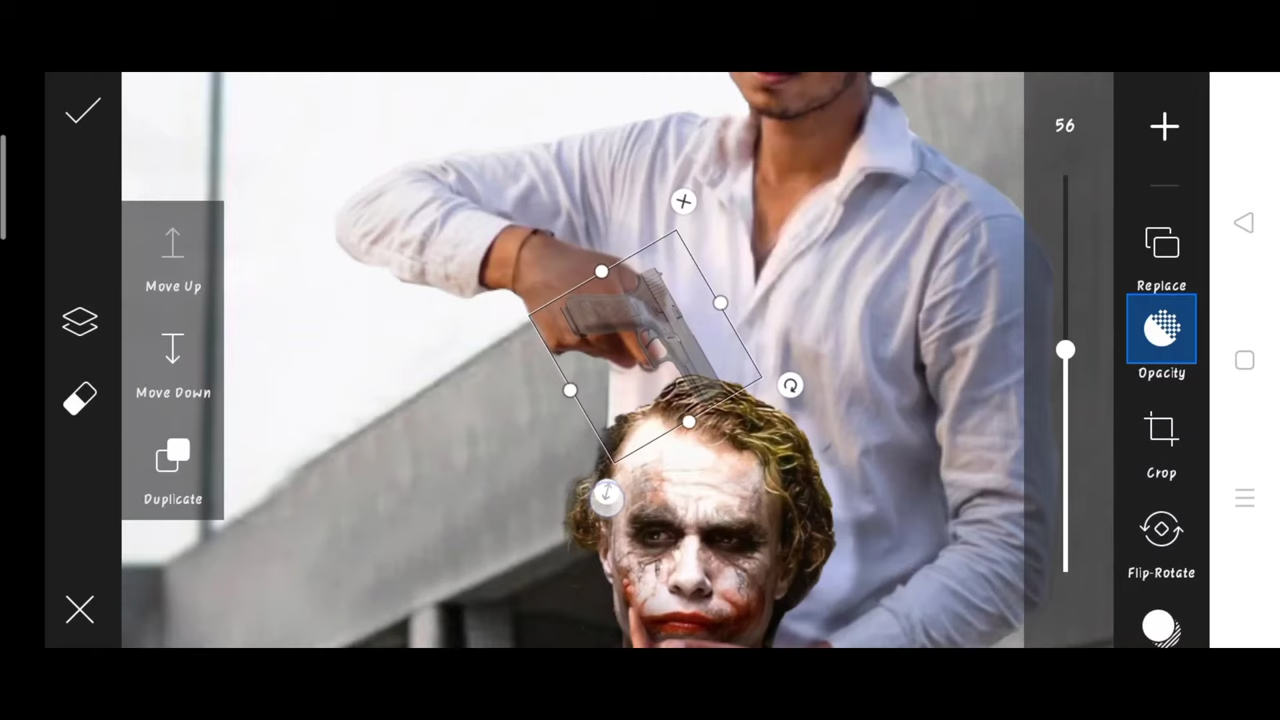 Move Up
Move Down
Duplicate
56
Replace
Opacity
Crop
Flip-Rotate